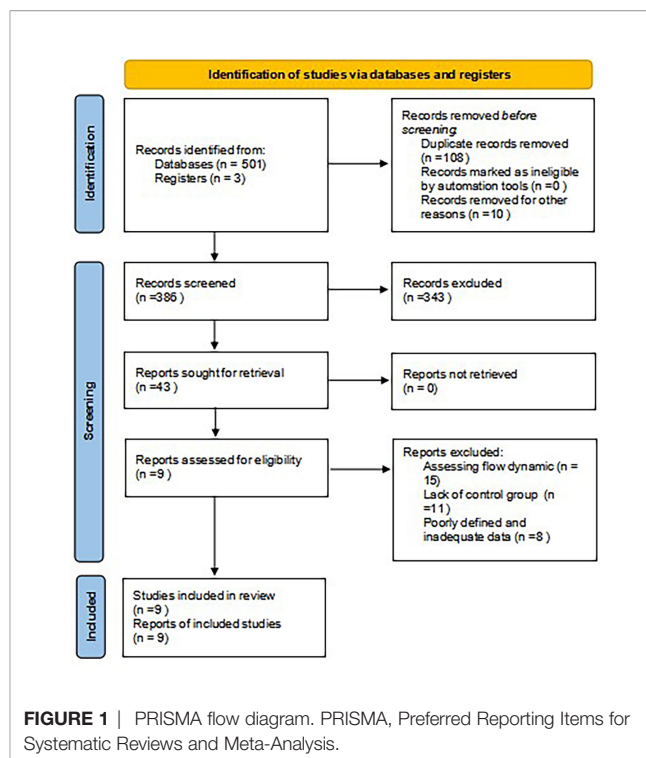 Identification of studies via databases and registers
Identification
Records identified from:
Databases (n = 501)
Registers (n = 3)
Records removed before
screening:
Duplicate records removed
(n =108)
Records marked as ineligible
by automation tools (n =0 )
Records removed for other
reasons (n =10 )
Screening
Records screened
(n =386)
Records excluded
(n =343)
Reports sought for retrieval
(n =43)
Reports not retrieved
(n = 0)
Reports assessed for eligibility
(n =9 )
Reports excluded:
Assessing flow dynamic (n =
15)
Lack of control group (n
=11)
Poorly defined and
inadequate data (n =8 )
Included
Studies included in review
(n =9 )
Reports of included studies
(n = 9)
FIGURE 1 | PRISMA flow diagram. PRISMA, Preferred Reporting Items for
Systematic Reviews and Meta-Analysis.